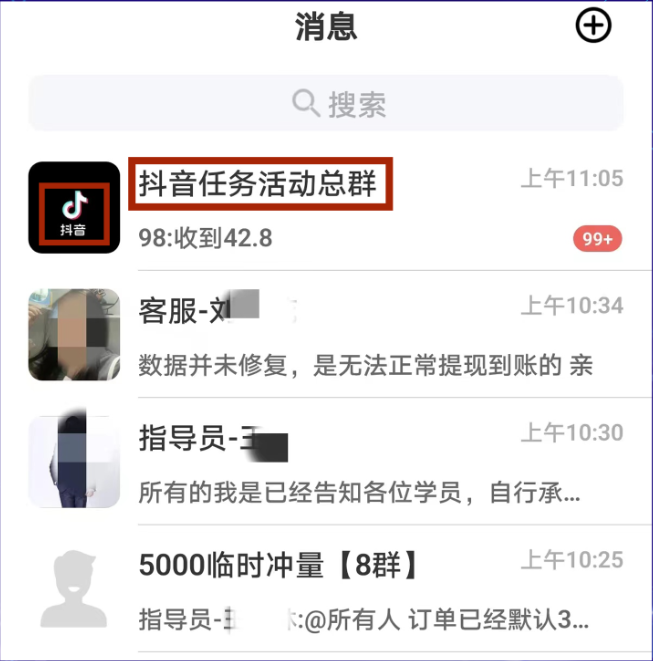 消息
搜索
抖音任务活动总群
上午11:05
抖音
98:收到42.8
99+
客服-刘
上午10:34
数据并未修复，是无法正常提现到账的 亲
指导员-王
上午10:30
所有的我是已经告知各位学员，自行承...
5000临时冲量【8群】
上午10:25
指导员-:@所有人 订单已经默认3...